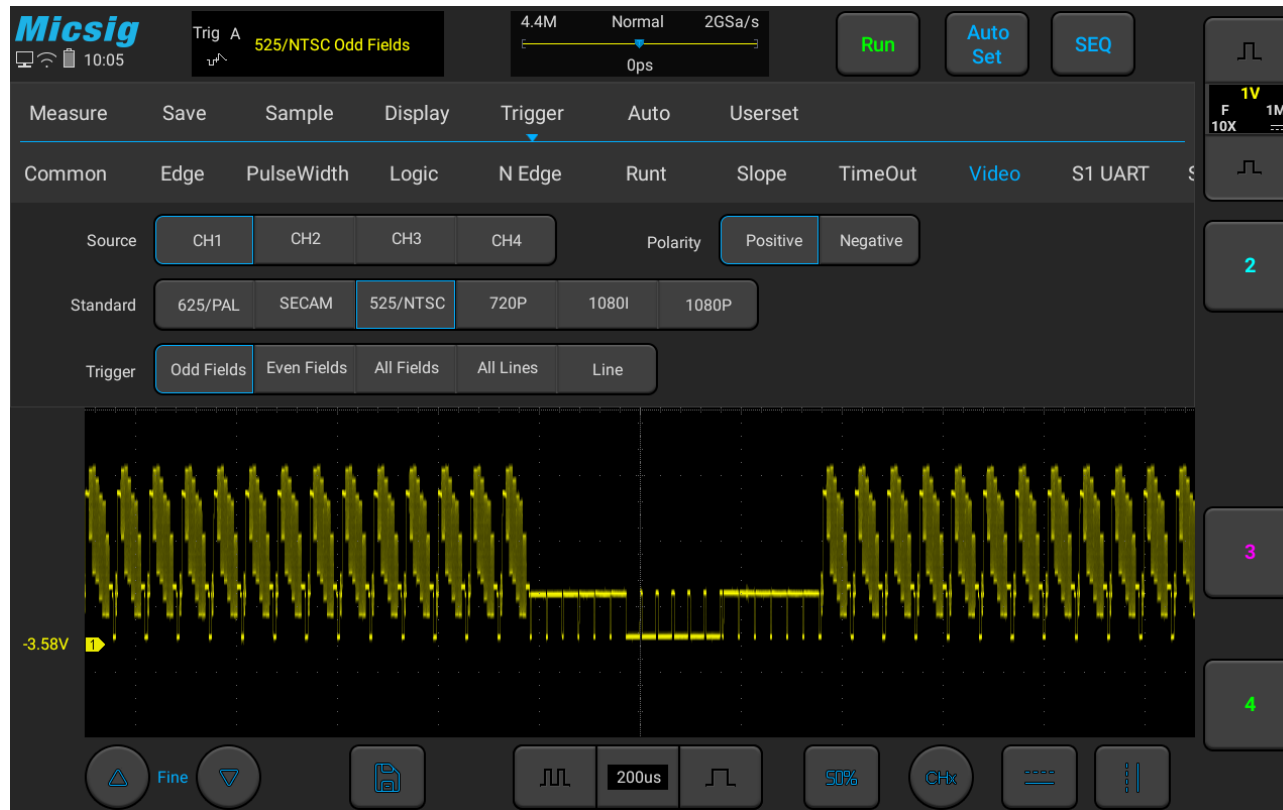 Micsig
10:05
Trig A
525/NTSC Odd Fields
4.4M Normal 2GSa/s
0ps
Run
Auto
Set
SEQ
1V
F 1M
10X
Measure Save Sample Display Trigger Auto Userset
Common Edge PulseWidth Logic N Edge Runt Slope TimeOut Video S1 UART
Source CH1 CH2 CH3 CH4 Polarity Positive Negative
2
Standard 625/PAL SECAM 525/NTSC 720P 1080I 1080P
Trigger Odd Fields Even Fields All Fields All Lines Line
3
-3.58V 1
4
Fine 200us 50% CHx